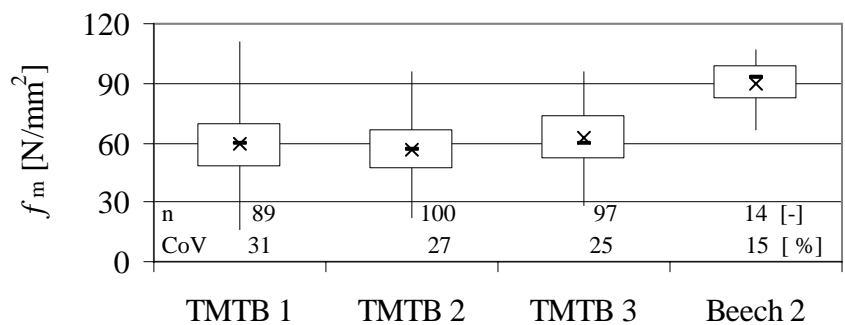 120
90
60
30
0
f m [N/mm²]
n 89 100 97 14 [-]
CoV 31 27 25 15 [ %]
TMTB 1 TMTB 2 TMTB 3 Beech 2